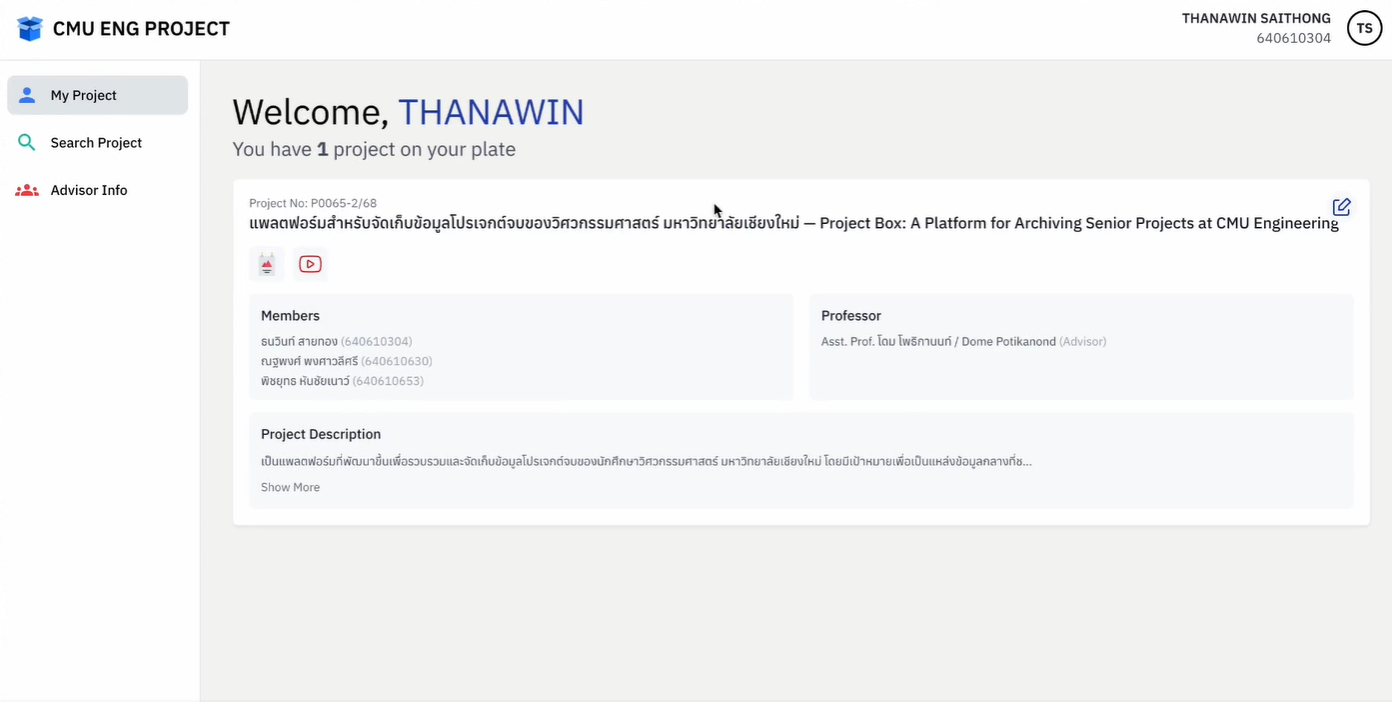 CMU ENG PROJECT
THANAWIN SAITHONG
640610304
TS
My Project
Search Project
Advisor Info
Welcome, THANAWIN
You have 1 project on your plate
Project No: P0065-2/68
แพลตฟอร์มสำหรับจัดเก็บข้อมูลโปรเจกต์จบของวิศวกรรมศาสตร์ มหาวิทยาลัยเชียงใหม่ — Project Box: A Platform for Archiving Senior Projects at CMU Engineering
Members
ธนวินท์ สายทอง (640610304)
ณฐพงศ์ พงศาวลีศรี (640610630)
พิชยุทธ หันชัยเนาว์ (640610653)
Professor
Asst. Prof. โดม โพธิกานนท์ / Dome Potikanond (Advisor)
Project Description
เป็นแพลตฟอร์มที่พัฒนาขึ้นเพื่อรวบรวมและจัดเก็บข้อมูลโปรเจกต์จบของนักศึกษาวิศวกรรมศาสตร์ มหาวิทยาลัยเชียงใหม่ โดยมีเป้าหมายเพื่อเป็นแหล่งข้อมูลกลางที่ช...
Show More